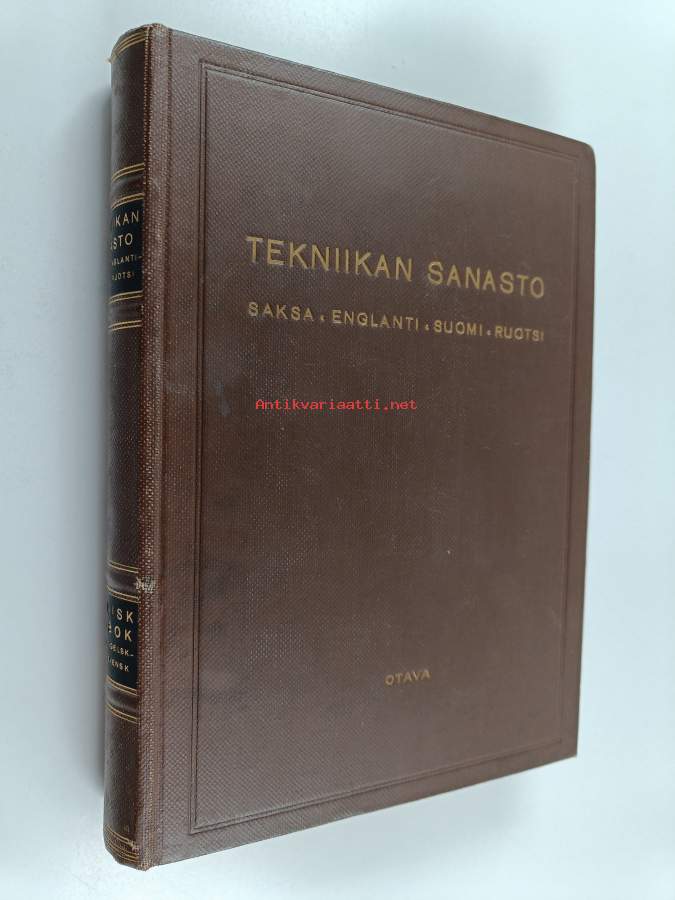 TEKNIIKAN SANASTO
SAKSA • ENGLANTI • SUOMI • RUOTSI
Antikvariaatti.net
OTAVA